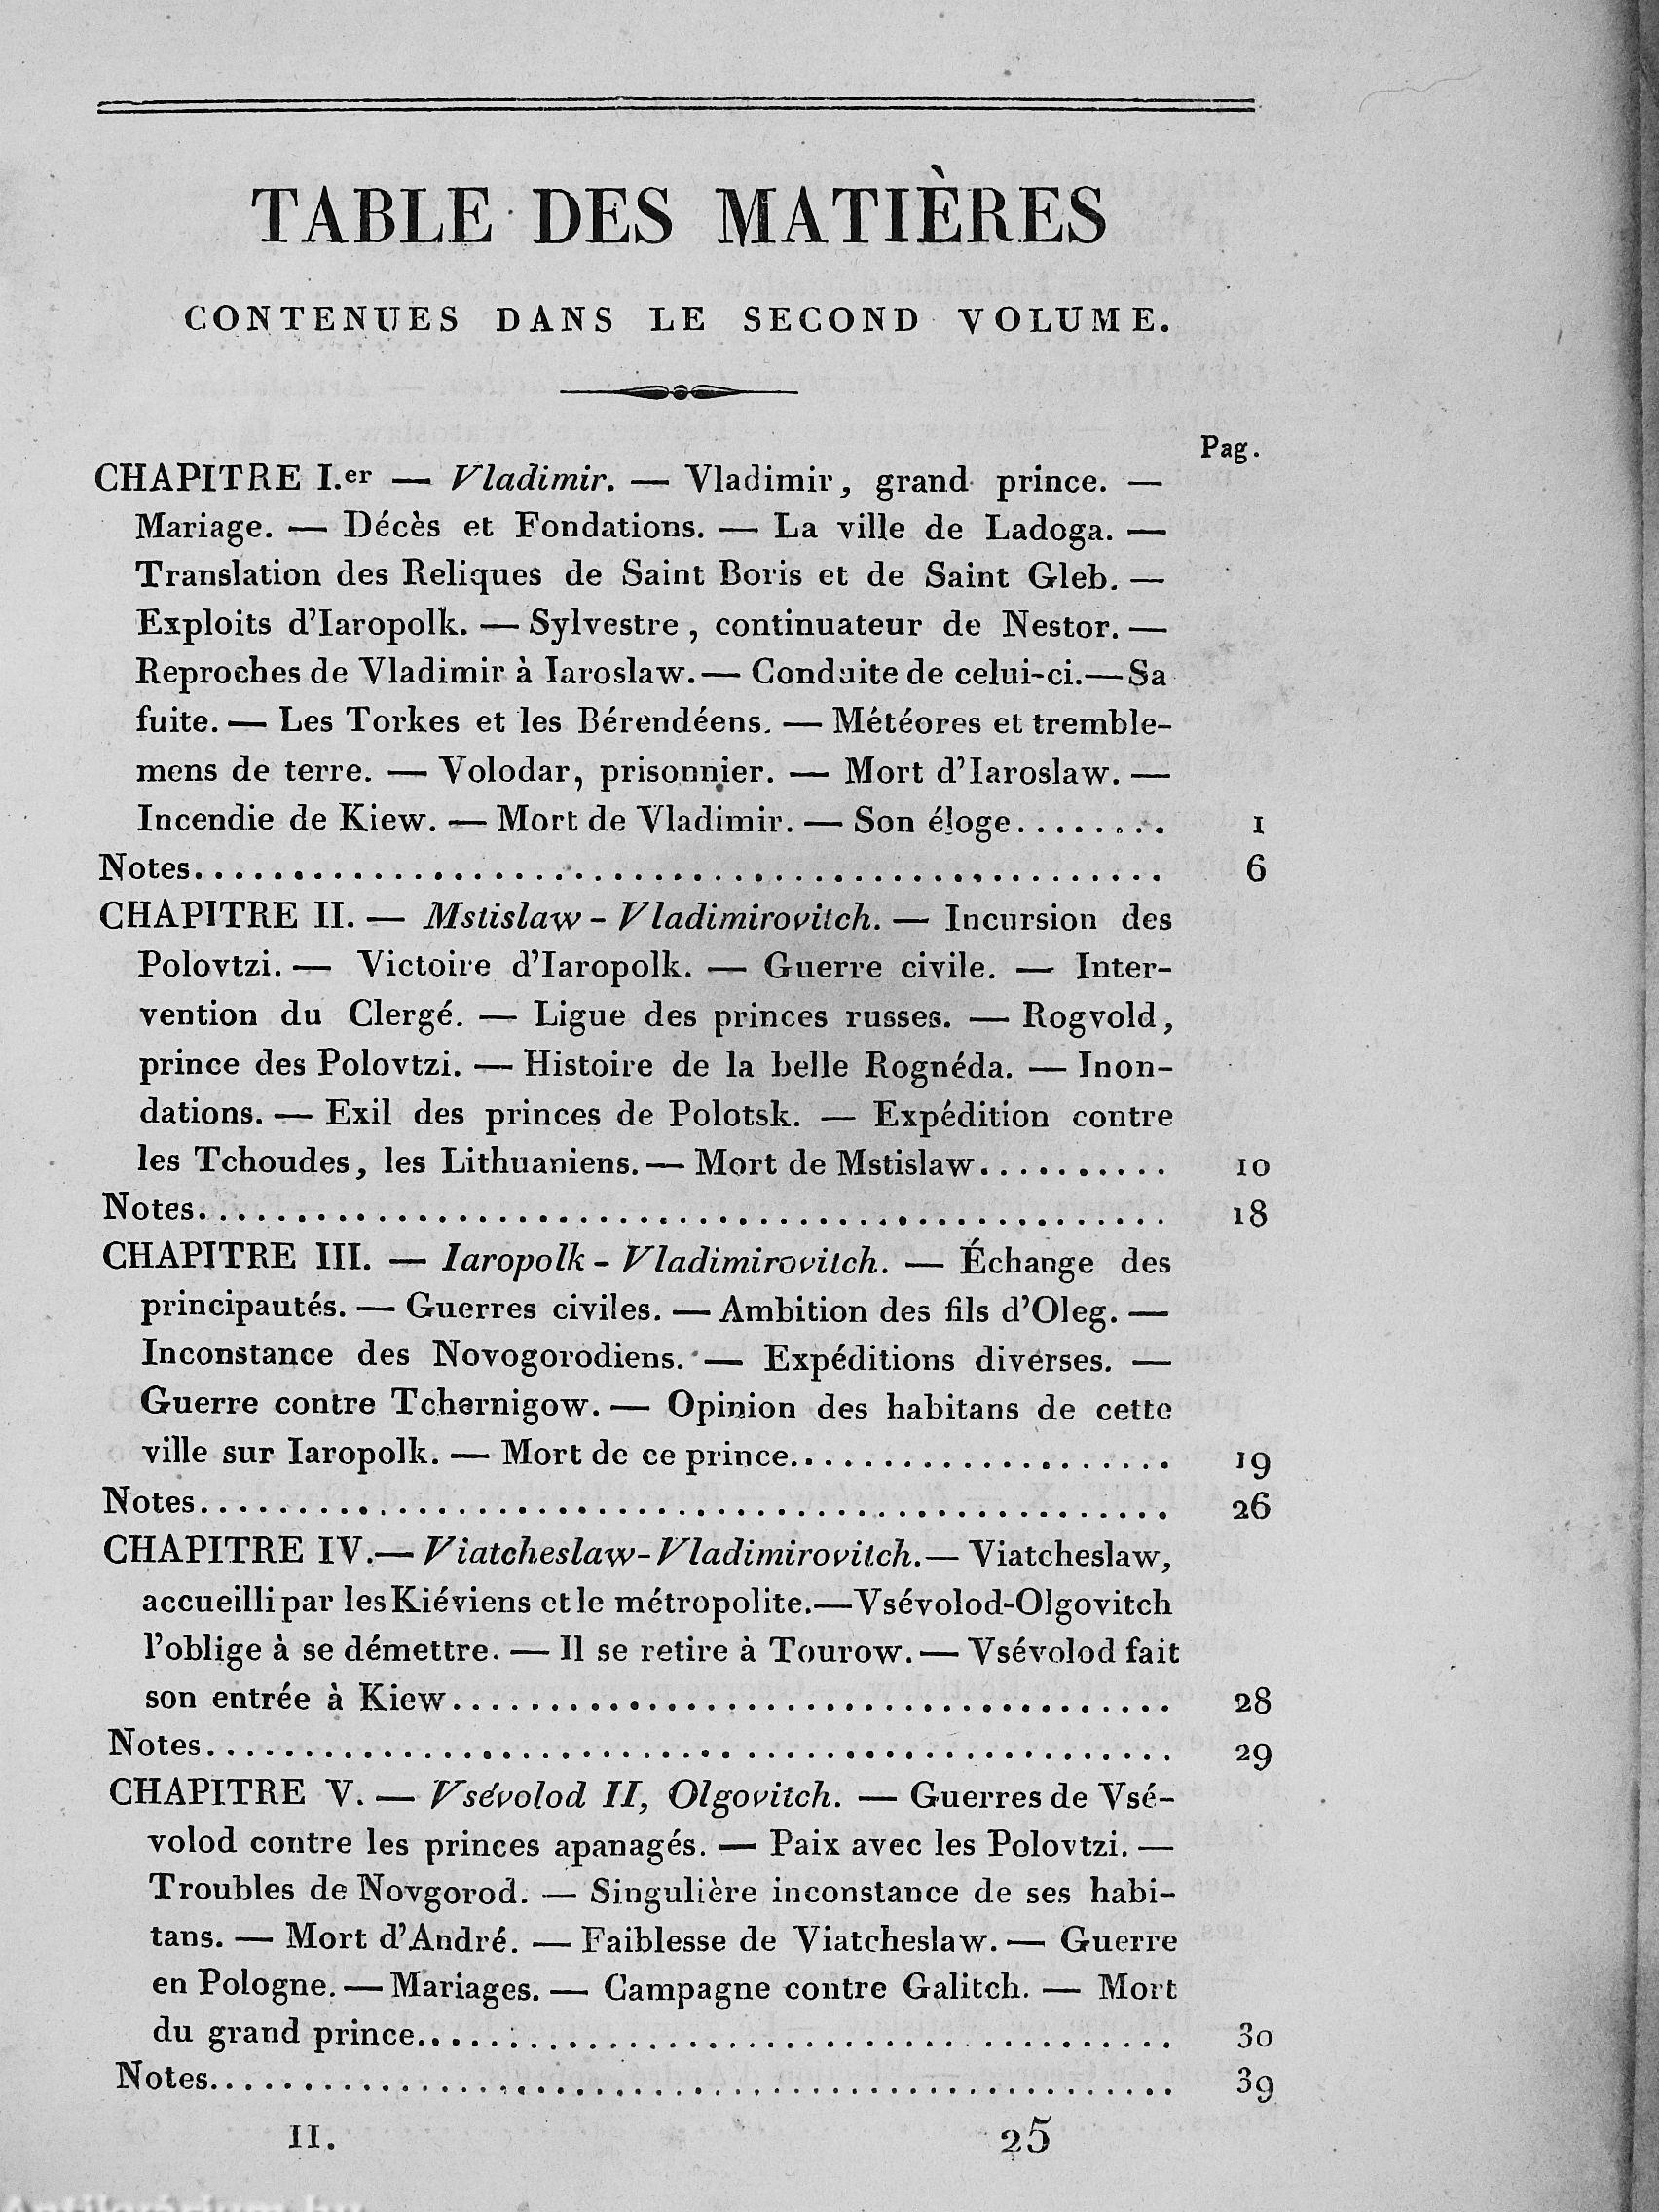 TABLE DES MATIÈRES
CONTENUES DANS LE SECOND VOLUME.
Pag.
CHAPITRE I.er — Vladimir. — Vladimir, grand prince. —
Mariage. — Décès et Fondations. — La ville de Ladoga. —
Translation des Reliques de Saint Boris et de Saint Gleb. —
Exploits d'Iaropolk. — Sylvestre, continuateur de Nestor. —
Reproches de Vladimir à Iaroslaw. — Conduite de celui-ci. — Sa
fuite. — Les Torkes et les Bérendéens. — Météores et tremble-
mens de terre. — Volodar, prisonnier. — Mort d'Iaroslaw. —
Incendie de Kiew. — Mort de Vladimir. — Son éloge........ 1
Notes................................................. 6
CHAPITRE II. — Mstislaw-Vladimirovitch. — Incursion des
Polovtzi. — Victoire d'Iaropolk. — Guerre civile. — Inter-
vention du Clergé. — Ligue des princes russes. — Rogvold,
prince des Polovtzi. — Histoire de la belle Rognéda. — Inon-
dations. — Exil des princes de Polotsk. — Expédition contre
les Tchoudes, les Lithuaniens. — Mort de Mstislaw.......... 10
Notes................................................. 18
CHAPITRE III. — Iaropolk-Vladimirovitch. — Échange des
principautés. — Guerres civiles. — Ambition des fils d'Oleg. —
Inconstance des Novogorodiens. — Expéditions diverses. —
Guerre contre Tchernigow. — Opinion des habitans de cette
ville sur Iaropolk. — Mort de ce prince.................... 19
Notes................................................. 26
CHAPITRE IV. — Viatcheslaw-Vladimirovitch. — Viatcheslaw,
accueilli par les Kiéviens et le métropolite. — Vsévolod-Olgovitch
l'oblige à se démettre. — Il se retire à Tourow. — Vsévolod fait
son entrée à Kiew..................................... 28
Notes................................................. 29
CHAPITRE V. — Vsévolod II, Olgovitch. — Guerres de Vsé-
volod contre les princes apanagés. — Paix avec les Polovtzi. —
Troubles de Novgorod. — Singulière inconstance de ses habi-
tans. — Mort d'André. — Faiblesse de Viatcheslaw. — Guerre
en Pologne. — Mariages. — Campagne contre Galitch. — Mort
du grand prince....................................... 30
Notes................................................. 39
II. 25